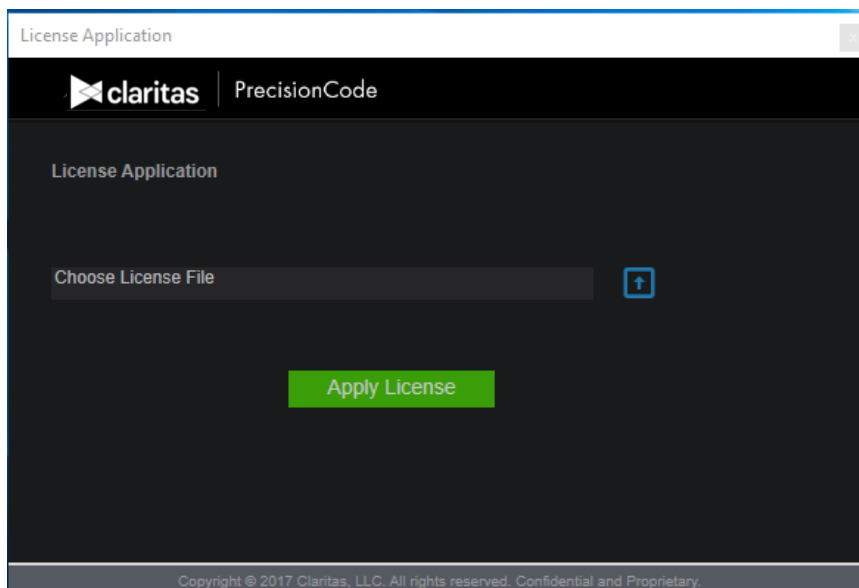 License Application
claritas PrecisionCode
License Application
Choose License File
Apply License
Copyright © 2017 Claritas, LLC. All rights reserved. Confidential and Proprietary.